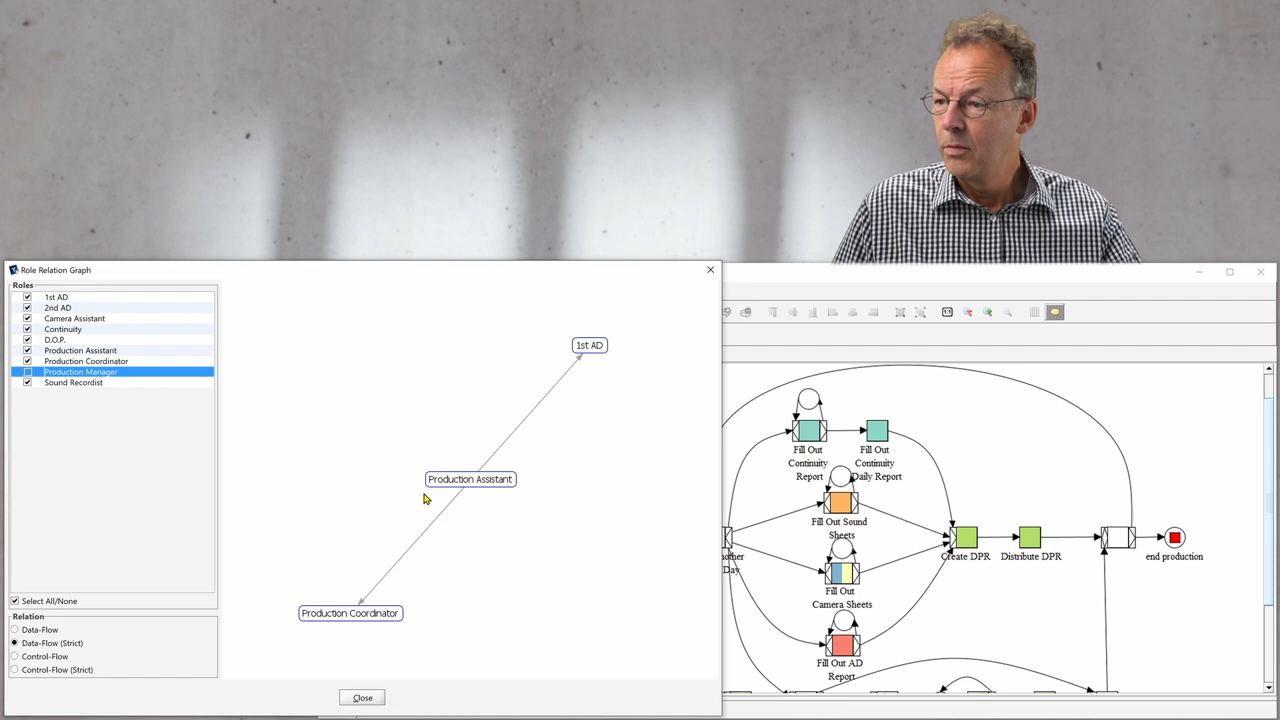 Role Relation Graph
Roles
1st AD
2nd AD
Camera Assistant
Continuity
D.O.P.
Production Assistant
Production Coordinator
Production Manager
Sound Recordist
Select All/None
Relation
Data-Flow
Data-Flow (Strict)
Control-Flow
Control-Flow (Strict)
1st AD
Production Assistant
Production Coordinator
Close
Fill Out
Continuity
Report
Fill Out
Continuity
Daily Report
Fill Out Sound
Sheets
Day
Fill Out
Camera Sheets
Fill Out AD
Report
Create DPR
Distribute DPR
end production